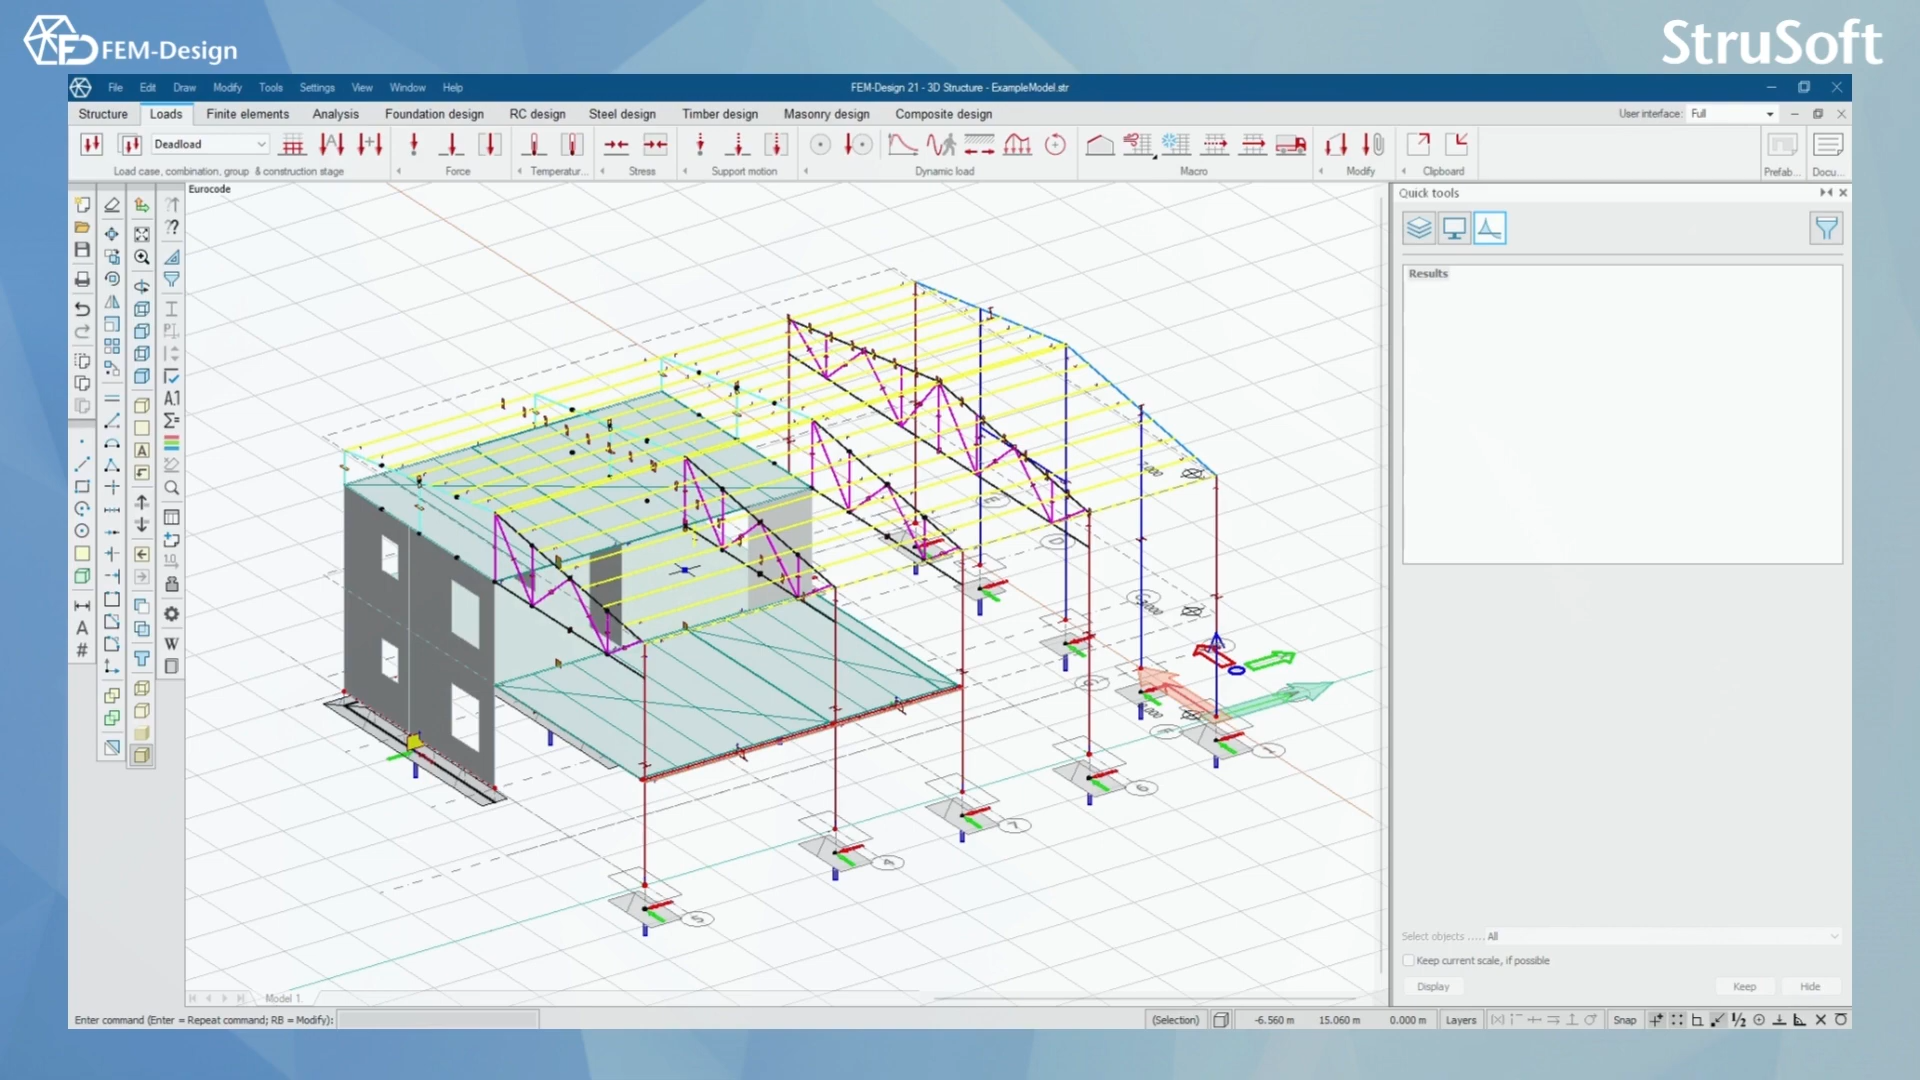 FEM-Design
StruSoft
File Edit Draw Modify Tools Settings View Window Help
FEM-Design 21 - 3D Structure - ExampleModel.str
Structure Loads Finite elements Analysis Foundation design RC design Steel design Timber design Masonry design Composite design
User interface: Full
Deadload
Load case, combination, group & construction stage Force Temperatur... Stress Support motion Dynamic load Macro Modify Clipboard Prefab... Docu...
Eurocode
Quick tools
Results
Select objects ..... All
Keep current scale, if possible
Display Keep Hide
Model 1
Enter command (Enter = Repeat command; RB = Modify):
(Selection) -6.560 m 15.060 m 0.000 m Layers Snap 1/2